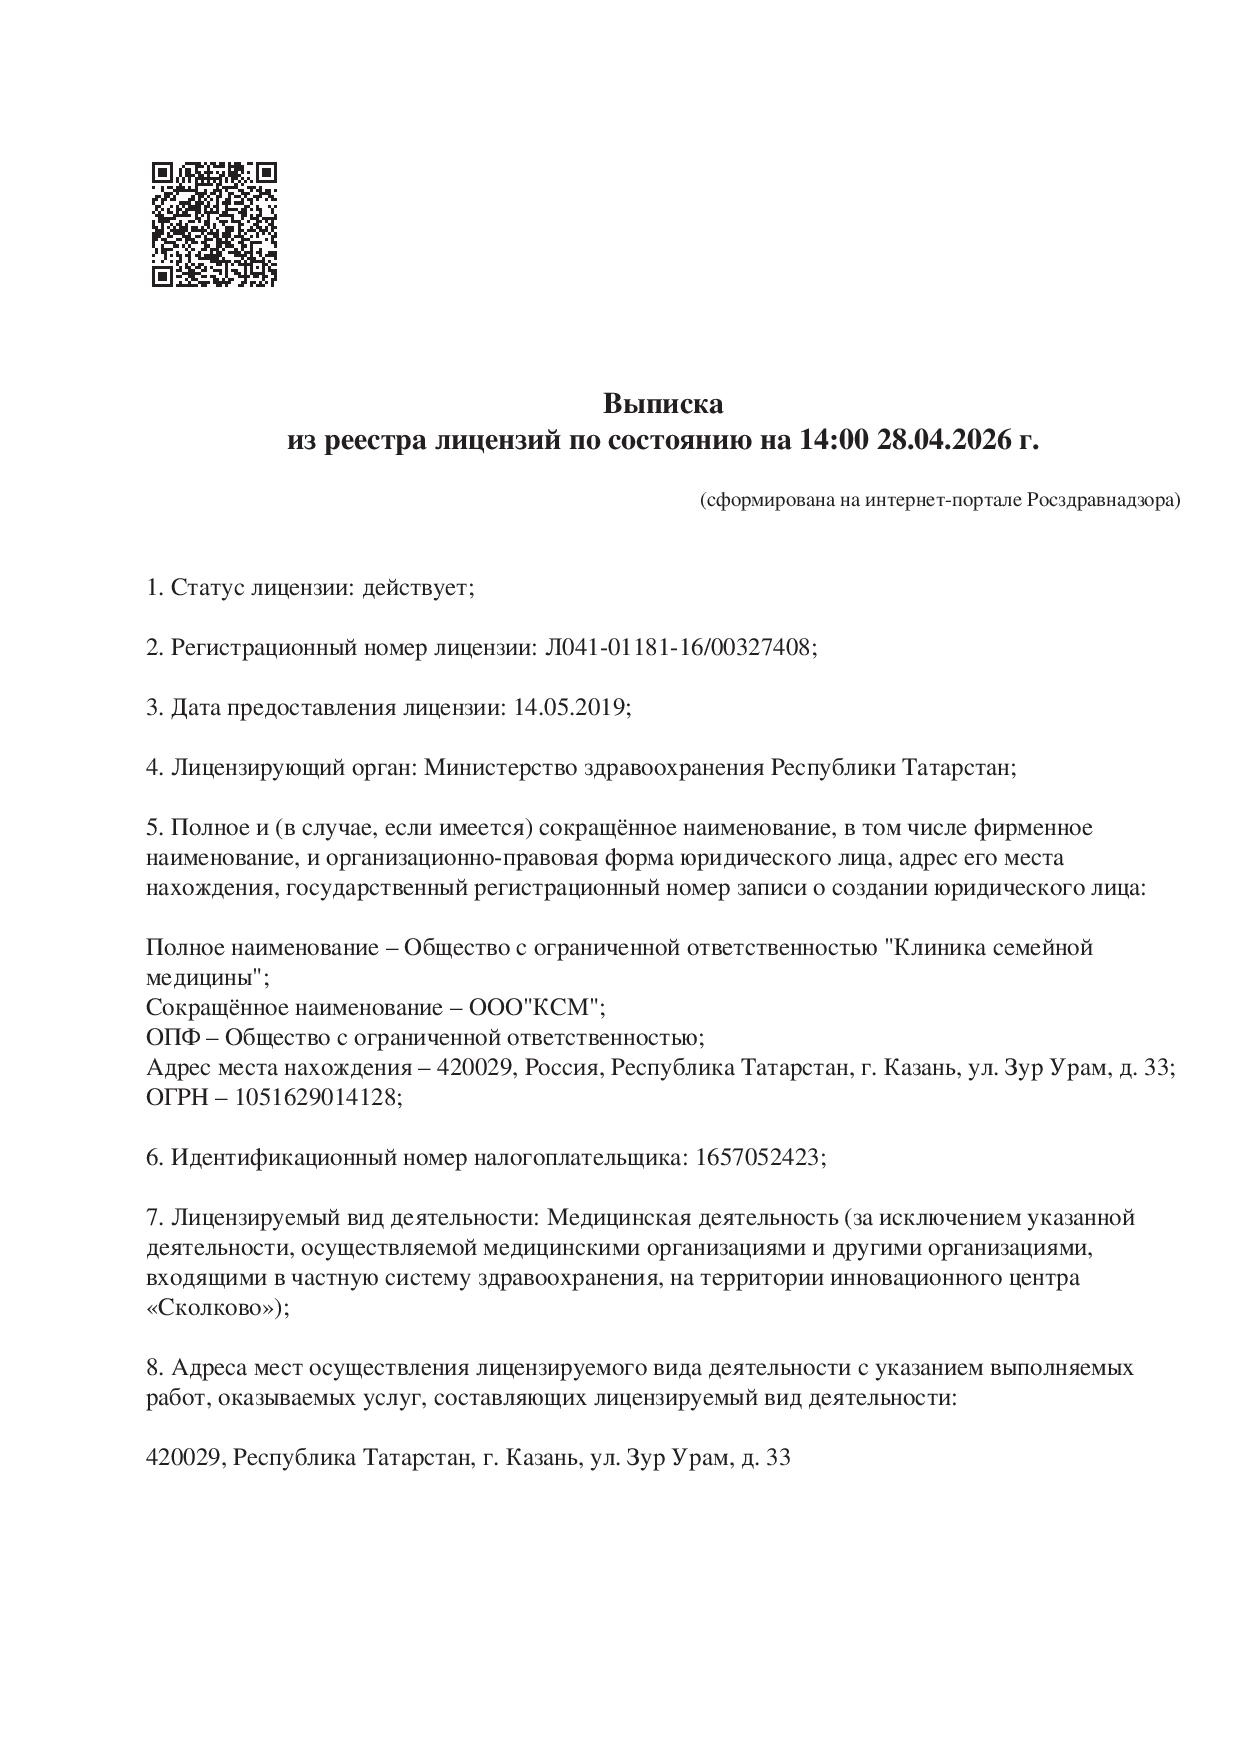 Выписка
из реестра лицензий по состоянию на 14:00 28.04.2026 г.
(сформирована на интернет-портале Росздравнадзора)
1. Статус лицензии: действует;
2. Регистрационный номер лицензии: Л041-01181-16/00327408;
3. Дата предоставления лицензии: 14.05.2019;
4. Лицензирующий орган: Министерство здравоохранения Республики Татарстан;
5. Полное и (в случае, если имеется) сокращённое наименование, в том числе фирменное
наименование, и организационно-правовая форма юридического лица, адрес его места
нахождения, государственный регистрационный номер записи о создании юридического лица:
Полное наименование – Общество с ограниченной ответственностью "Клиника семейной
медицины";
Сокращённое наименование – ООО"КСМ";
ОПФ – Общество с ограниченной ответственностью;
Адрес места нахождения – 420029, Россия, Республика Татарстан, г. Казань, ул. Зур Урам, д. 33;
ОГРН – 1051629014128;
6. Идентификационный номер налогоплательщика: 1657052423;
7. Лицензируемый вид деятельности: Медицинская деятельность (за исключением указанной
деятельности, осуществляемой медицинскими организациями и другими организациями,
входящими в частную систему здравоохранения, на территории инновационного центра
«Сколково»);
8. Адреса мест осуществления лицензируемого вида деятельности с указанием выполняемых
работ, оказываемых услуг, составляющих лицензируемый вид деятельности:
420029, Республика Татарстан, г. Казань, ул. Зур Урам, д. 33